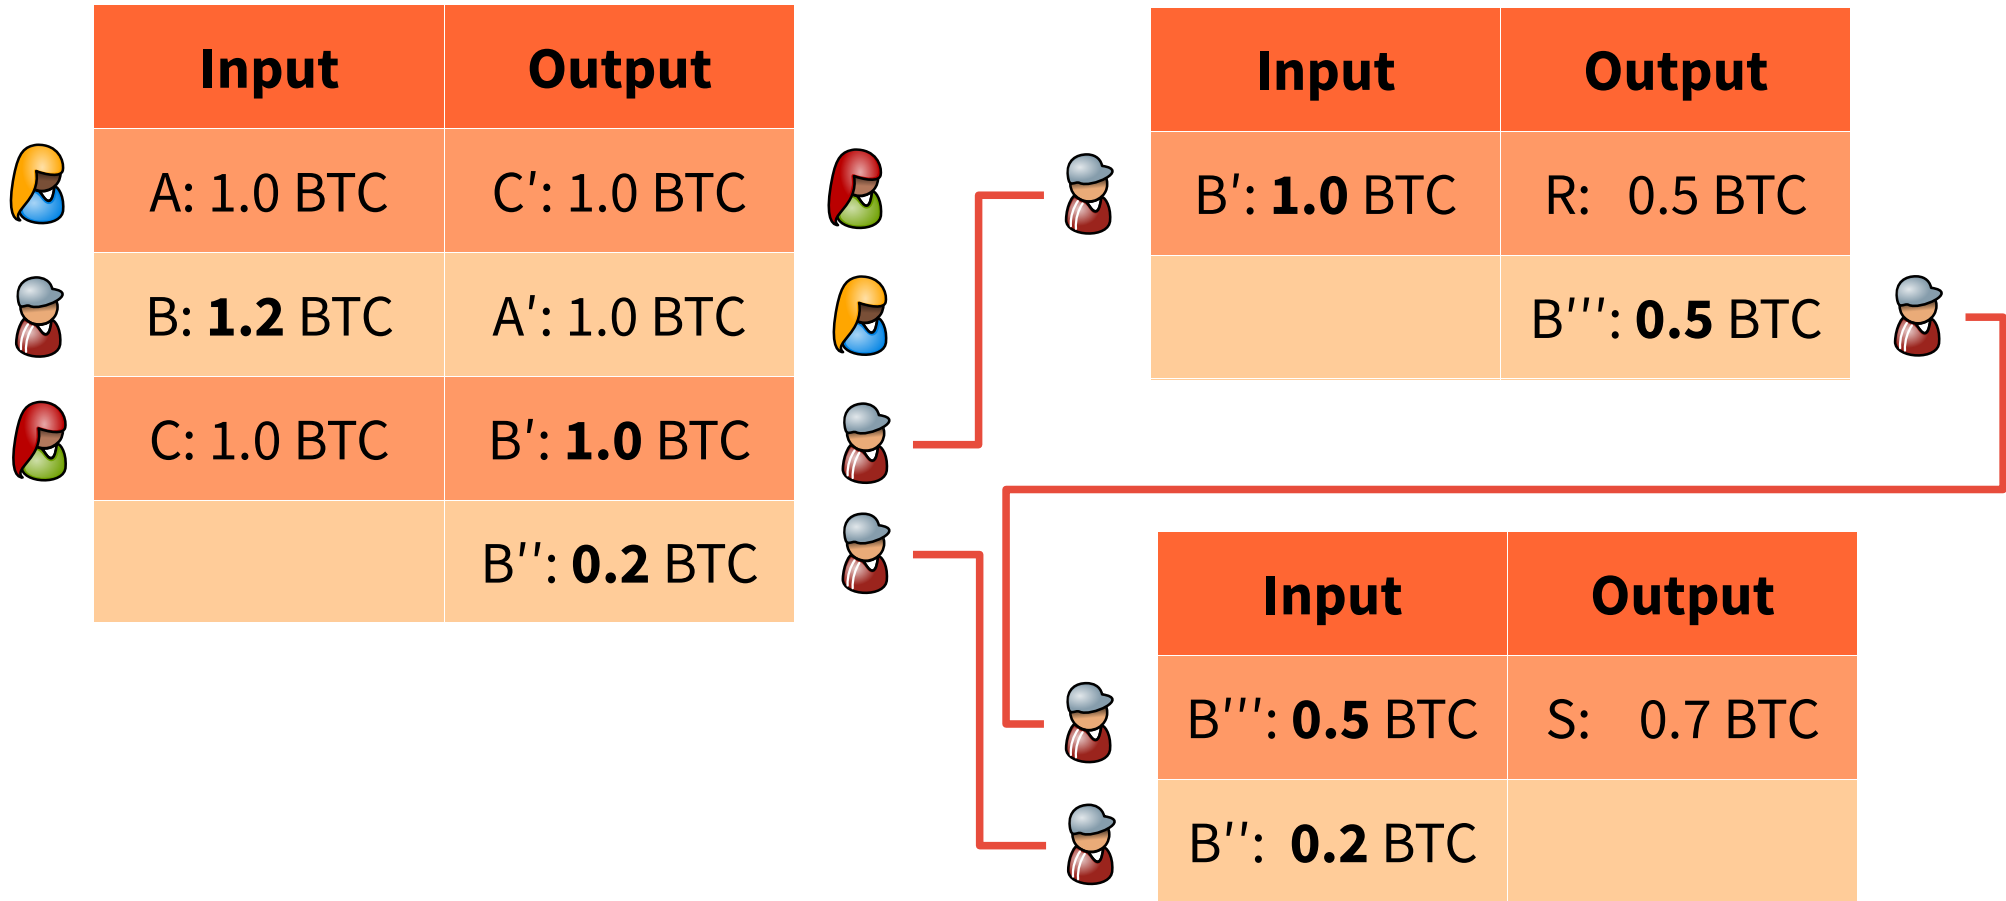 Input Output
A: 1.0 BTC C': 1.0 BTC
B: 1.2 BTC A': 1.0 BTC
C: 1.0 BTC B': 1.0 BTC
B'': 0.2 BTC
Input Output
B': 1.0 BTC R: 0.5 BTC
B''': 0.5 BTC
Input Output
B''': 0.5 BTC S: 0.7 BTC
B'': 0.2 BTC